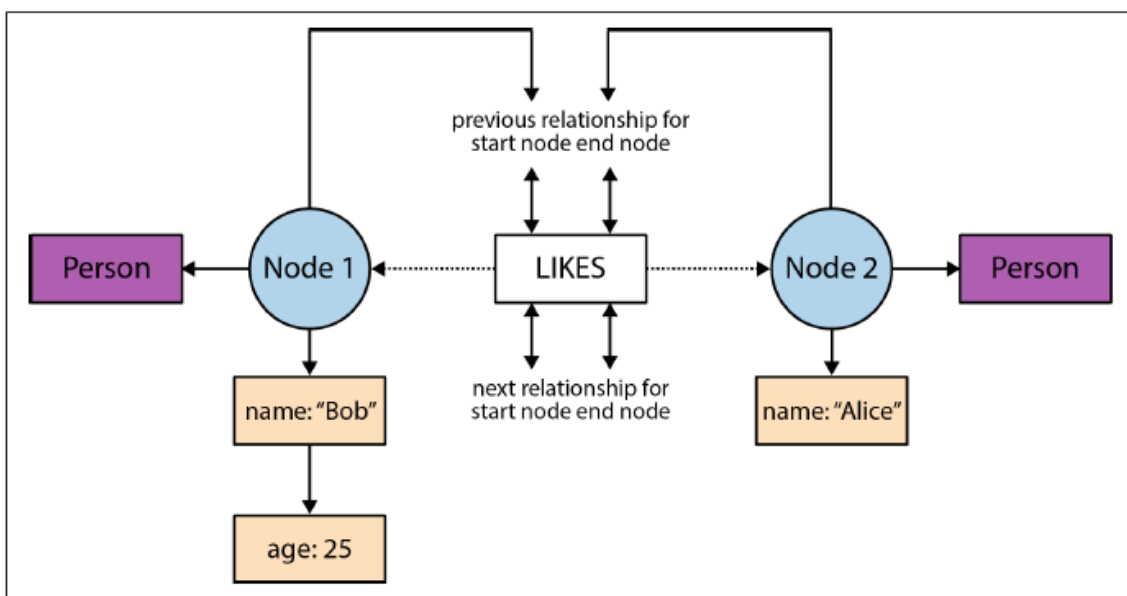 previous relationship for
start node end node
Person
Node 1
LIKES
Node 2
Person
name: “Bob”
next relationship for
start node end node
name: “Alice”
age: 25